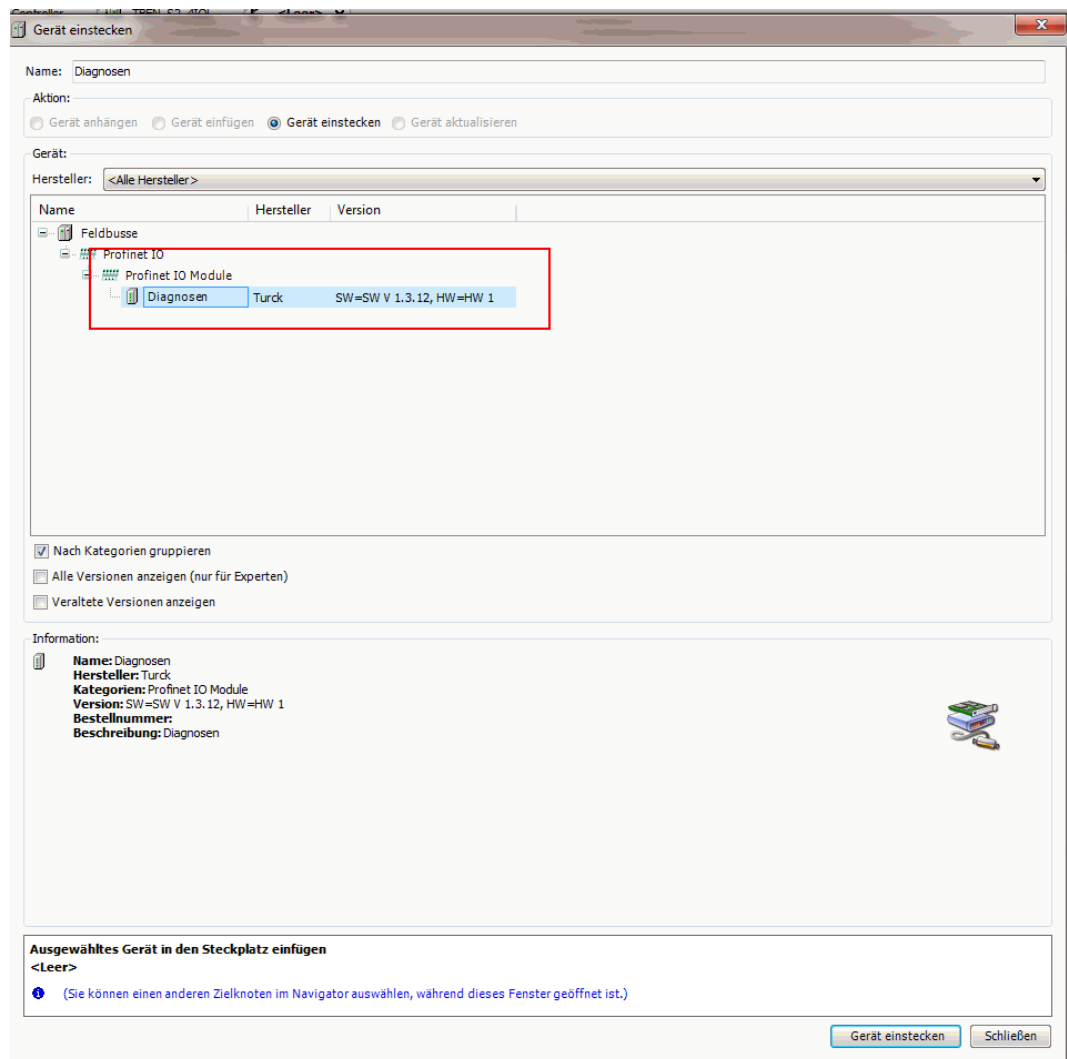 Gerät einstecken
Name: Diagnosen
Aktion:
Gerät anhängen Gerät einfügen Gerät einstecken Gerät aktualisieren
Gerät:
Hersteller: <Alle Hersteller>
Name Hersteller Version
Feldbusse
Profinet IO
Profinet IO Module
Diagnosen Turck SW=SW V 1.3.12, HW=HW 1
Nach Kategorien gruppieren
Alle Versionen anzeigen (nur für Experten)
Veraltete Versionen anzeigen
Information:
Name: Diagnosen
Hersteller: Turck
Kategorien: Profinet IO Module
Version: SW=SW V 1.3.12, HW=HW 1
Bestellnummer:
Beschreibung: Diagnosen
Ausgewähltes Gerät in den Steckplatz einfügen
<Leer>
(Sie können einen anderen Zielknoten im Navigator auswählen, während dieses Fenster geöffnet ist.)
Gerät einstecken Schließen